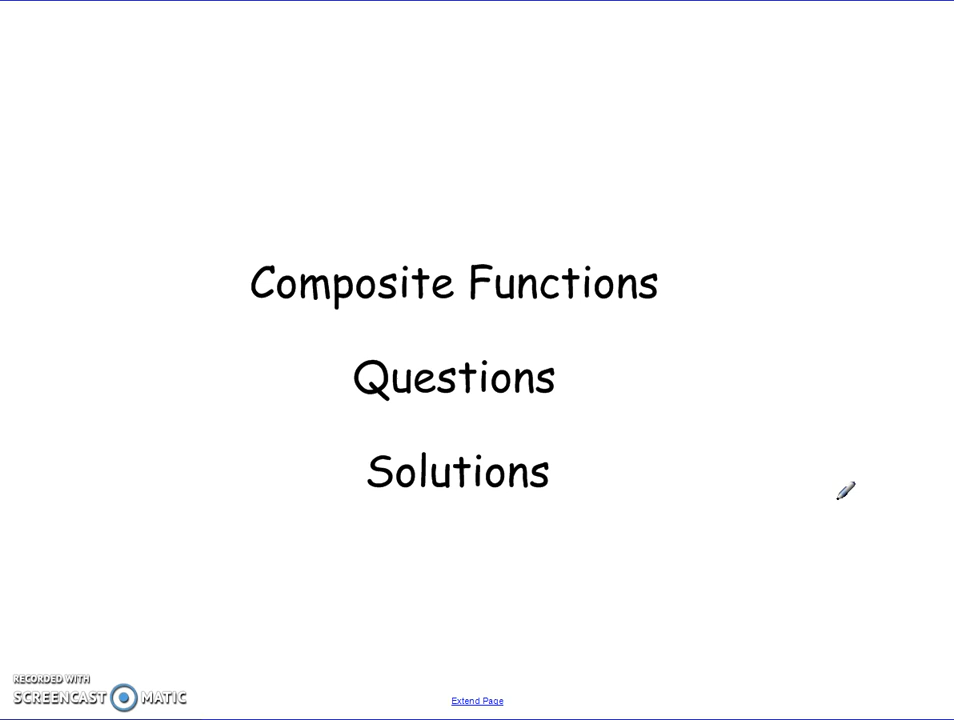 Composite Functions
Questions
Solutions
RECORDED WITH
SCREENCAST MATIC
Extend Page